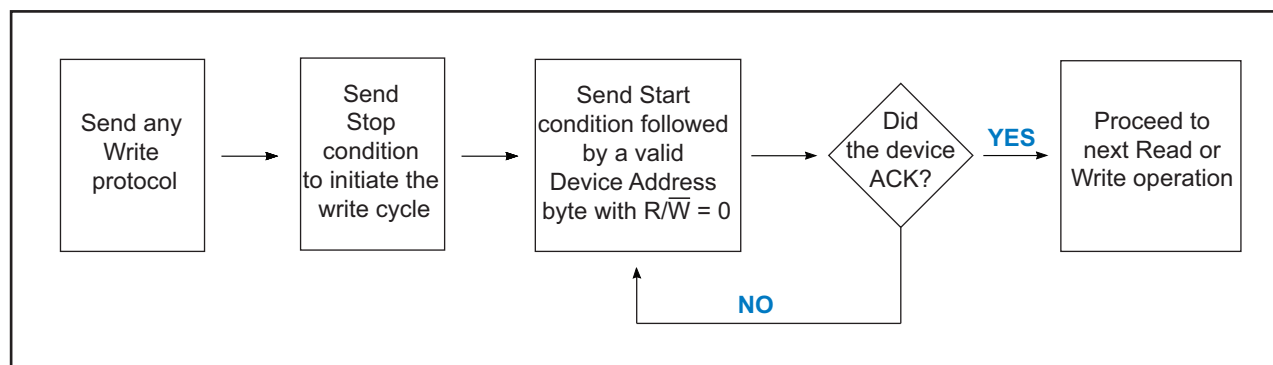 Send any
Write
protocol
Send
Stop
condition
to initiate the
write cycle
Send Start
condition followed
by a valid
Device Address
byte with R/W̅ = 0
Did
the device
ACK?
YES
NO
Proceed to
next Read or
Write operation